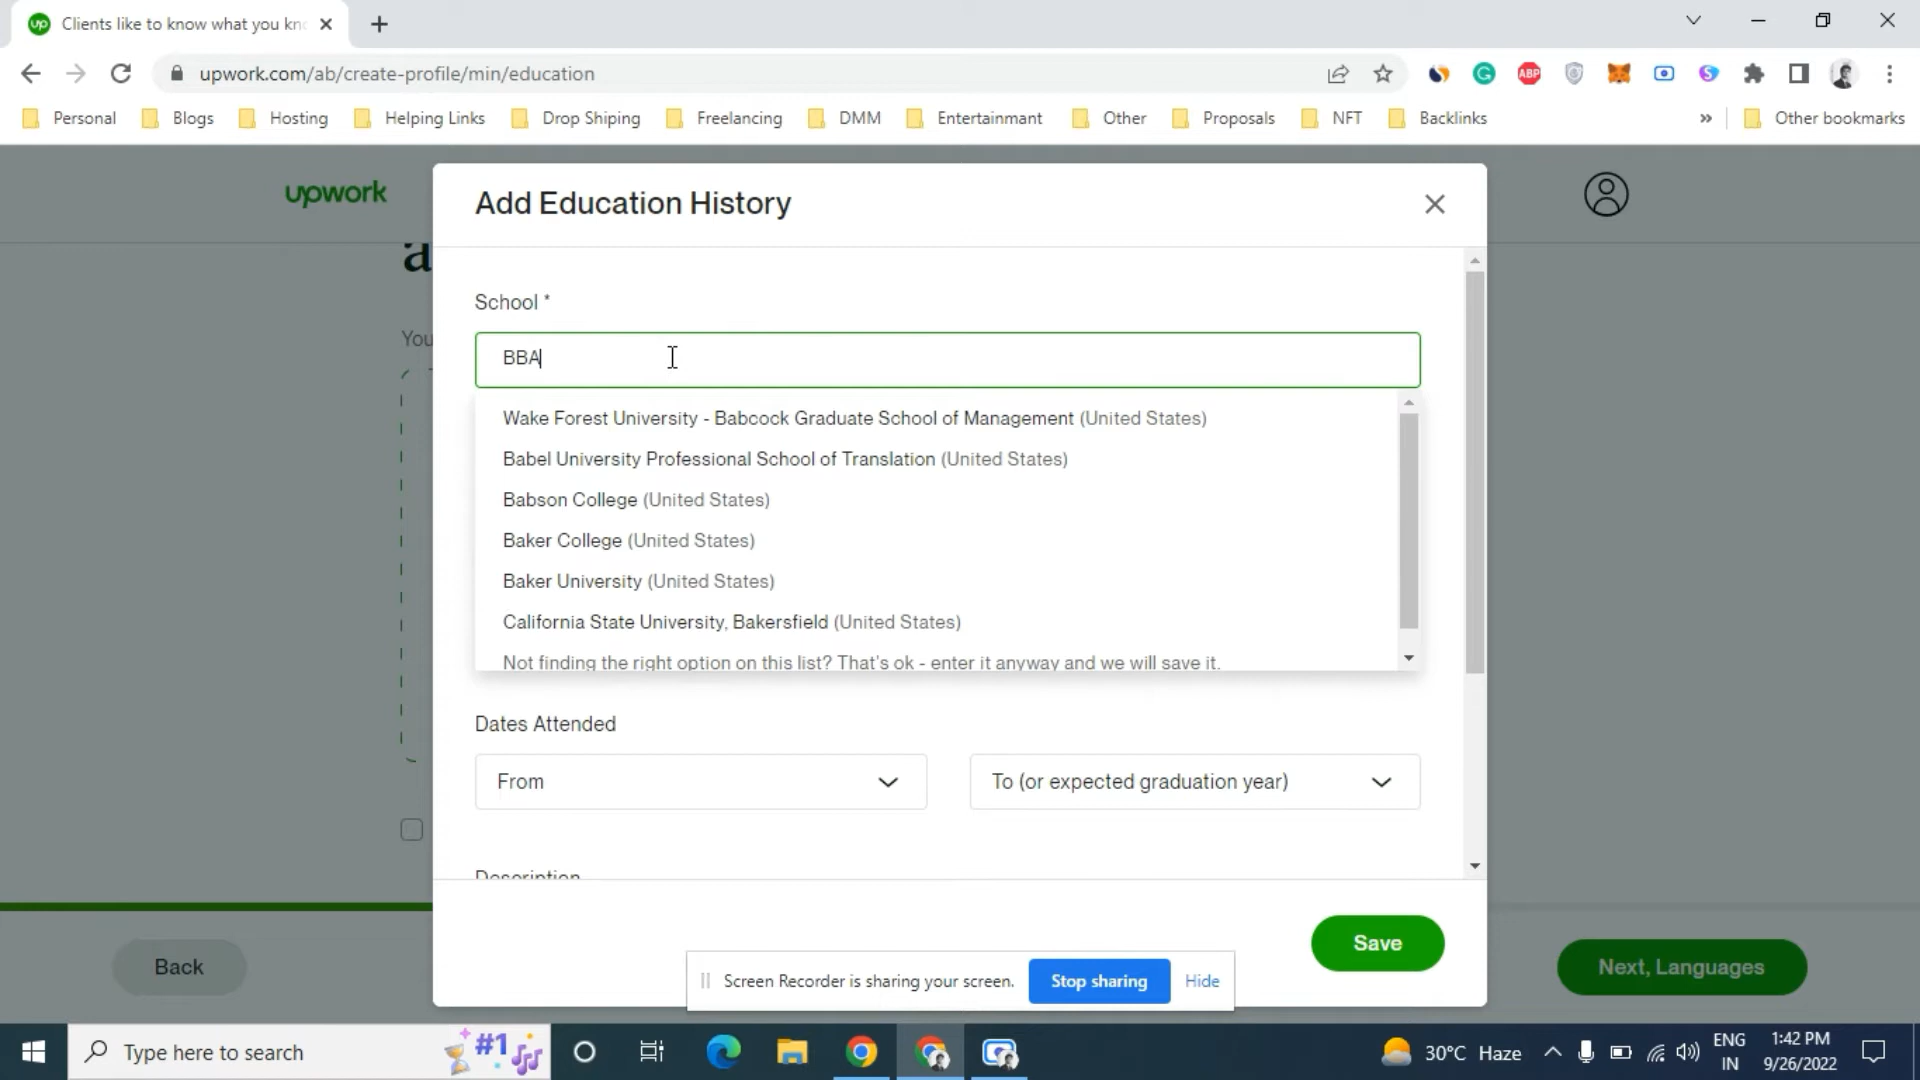 up Clients like to know what you kn
upwork.com/ab/create-profile/min/education
ABP
Personal Blogs Hosting Helping Links Drop Shiping Freelancing DMM Entertainmant Other Proposals NFT Backlinks » Other bookmarks
upwork
Add Education History
a
School *
You
BBA
Wake Forest University - Babcock Graduate School of Management (United States)
Babel University Professional School of Translation (United States)
Babson College (United States)
Baker College (United States)
Baker University (United States)
California State University, Bakersfield (United States)
Not finding the right option on this list? That's ok - enter it anyway and we will save it.
Dates Attended
From To (or expected graduation year)
Description
Save
Back
Next, Languages
Screen Recorder is sharing your screen. Stop sharing Hide
Type here to search
#1
30°C Haze
ENG
IN
1:42 PM
9/26/2022